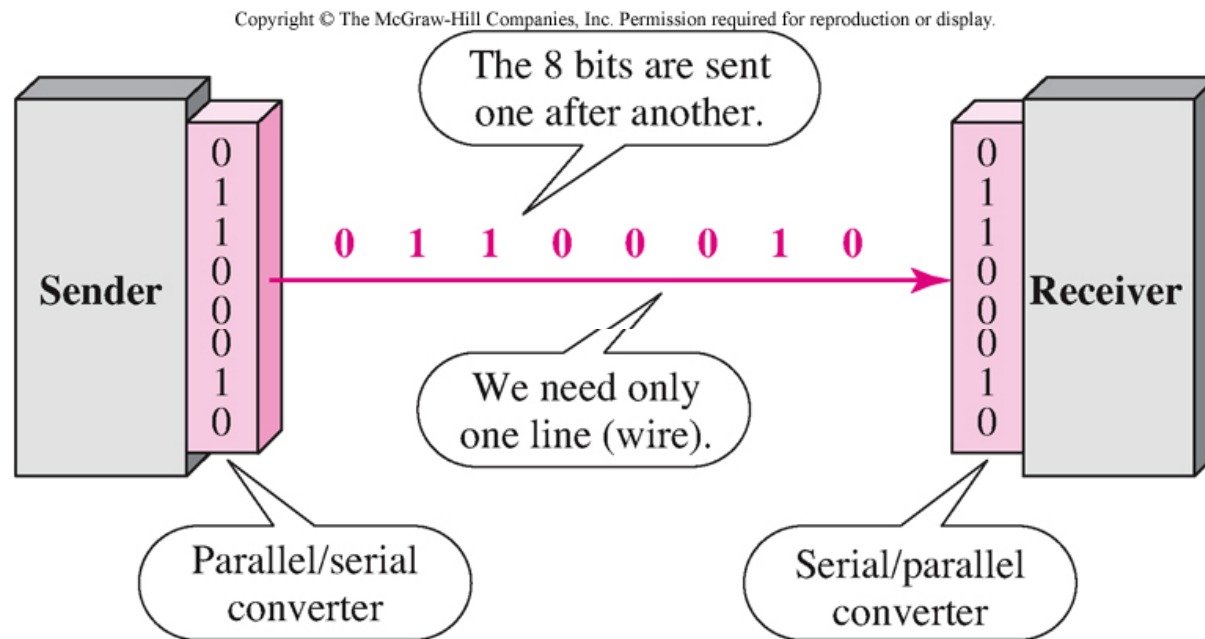 Copyright © The McGraw-Hill Companies, Inc. Permission required for reproduction or display.
The 8 bits are sent
one after another.
0 1 1 0 0 0 1 0
Sender
0
1
1
0
0
0
1
0
We need only
one line (wire).
0
1
1
0
0
0
1
0
Receiver
Parallel/serial
converter
Serial/parallel
converter